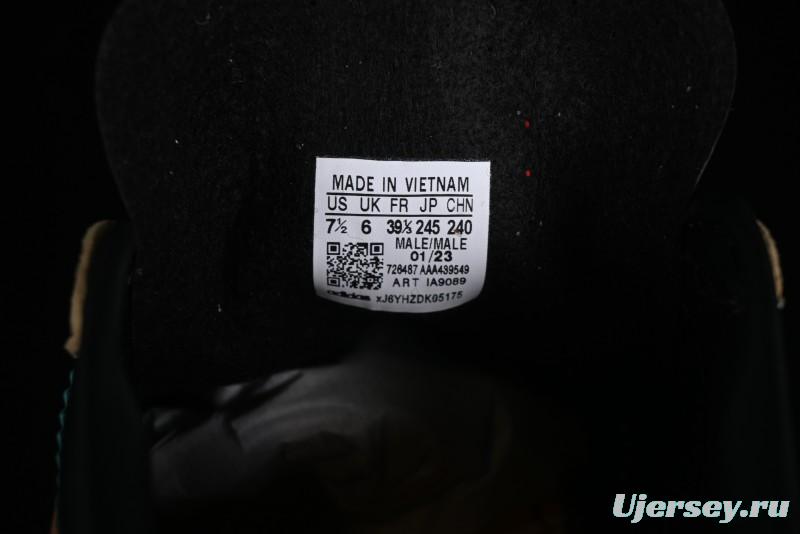 MADE IN VIETNAM
US UK FR JP CHN
7½ 6 39⅓ 245 240
MALE/MALE
01/23
726487 AAA439549
ART IA9089
adidas xJ6YHZDK05175
Ujersey.ru